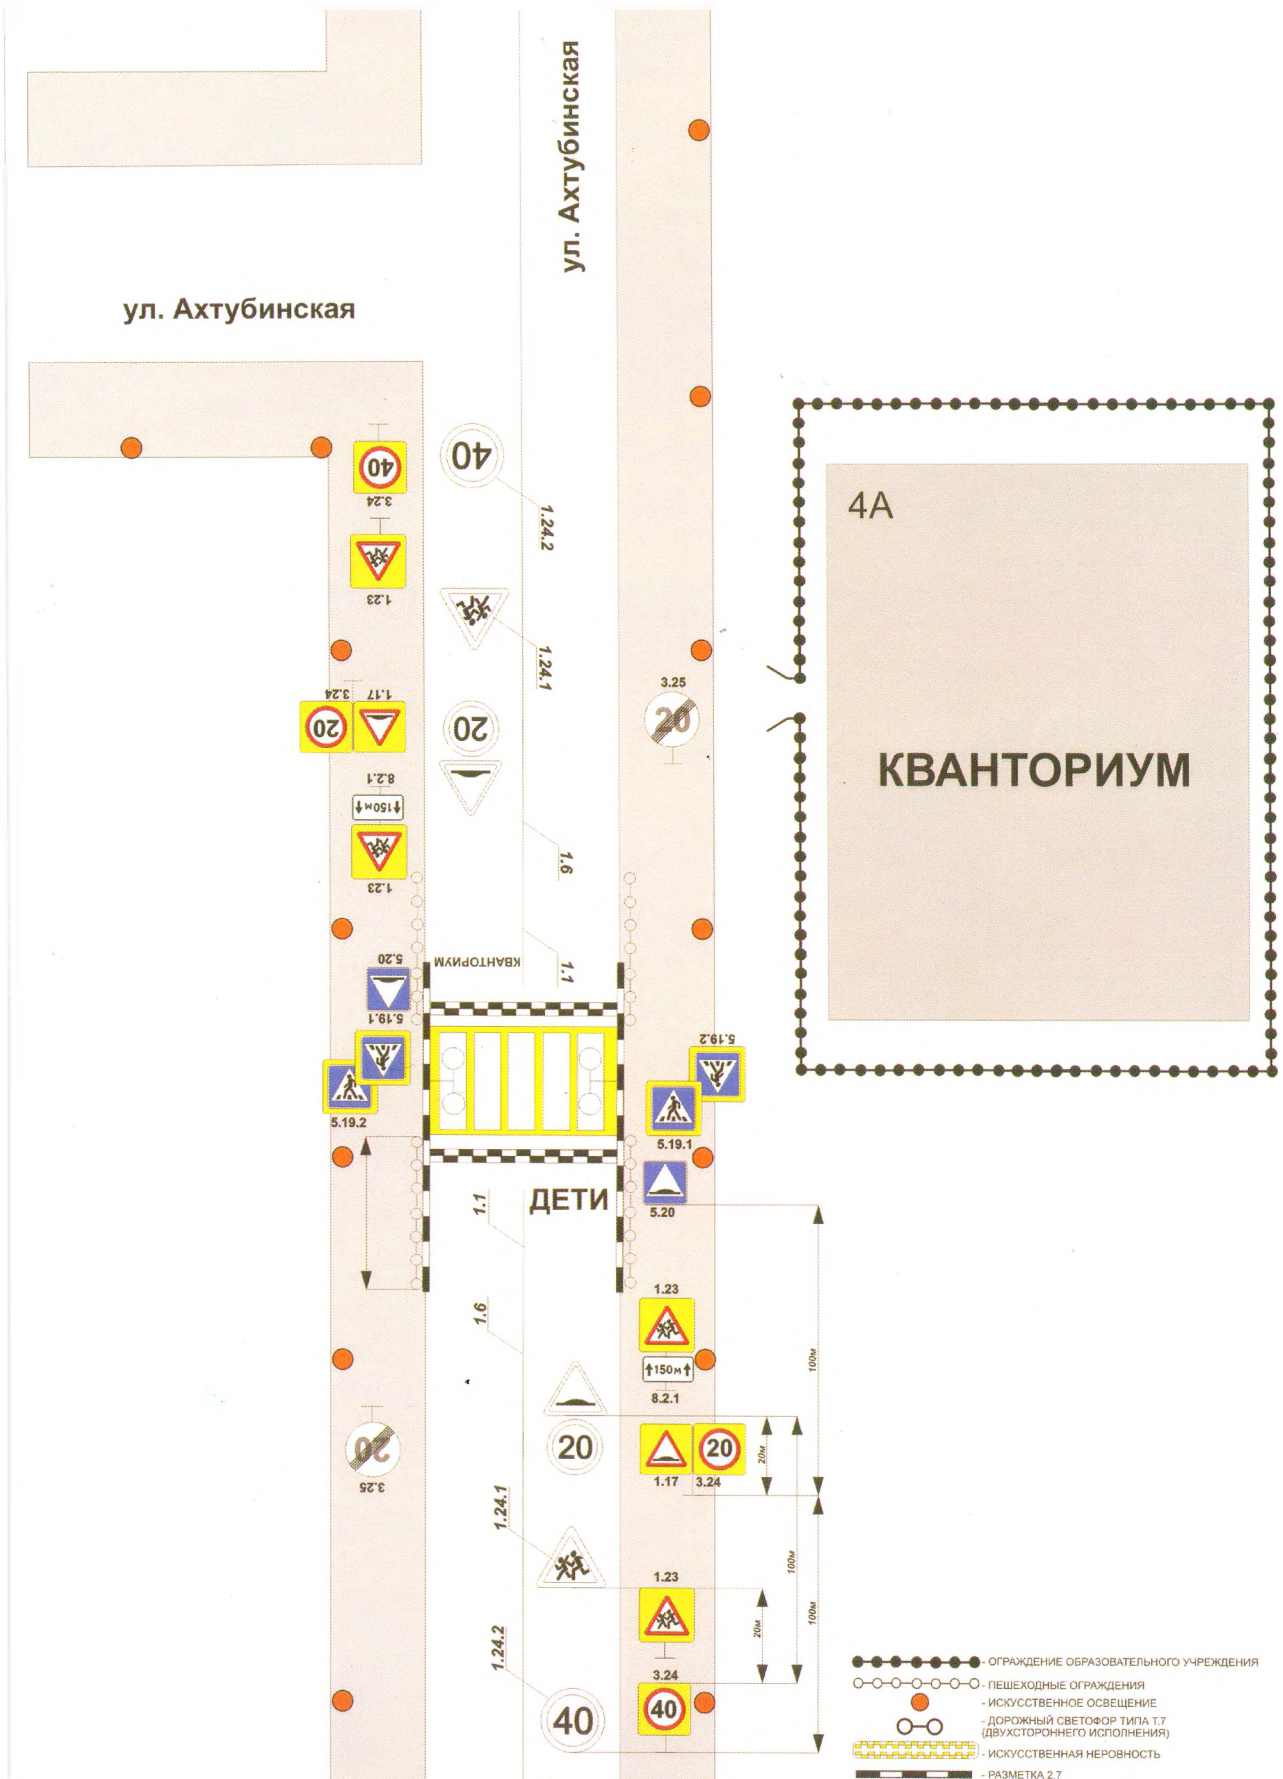 ул. Ахтубинская
ул. Ахтубинская
40
3.24
40
1.24.2
4А
1.23
1.24.1
3.25
20
3.24
1.17
20
20
КВАНТОРИУМ
8.2.1
150м
1.23
1.6
5.20
КВАНТОРИУМ
1.1
5.19.1
5.19.2
5.19.2
5.19.1
1.1
ДЕТИ
5.20
1.23
1.6
150м
8.2.1
100м
20
3.25
20
20
1.17
3.24
20м
1.24.1
100м
1.23
100м
20м
1.24.2
3.24
40
40
- ОГРАЖДЕНИЕ ОБРАЗОВАТЕЛЬНОГО УЧРЕЖДЕНИЯ
- ПЕШЕХОДНЫЕ ОГРАЖДЕНИЯ
- ИСКУССТВЕННОЕ ОСВЕЩЕНИЕ
- ДОРОЖНЫЙ СВЕТОФОР ТИПА Т.7
(ДВУХСТОРОННЕГО ИСПОЛНЕНИЯ)
- ИСКУССТВЕННАЯ НЕРОВНОСТЬ
- РАЗМЕТКА 2.7